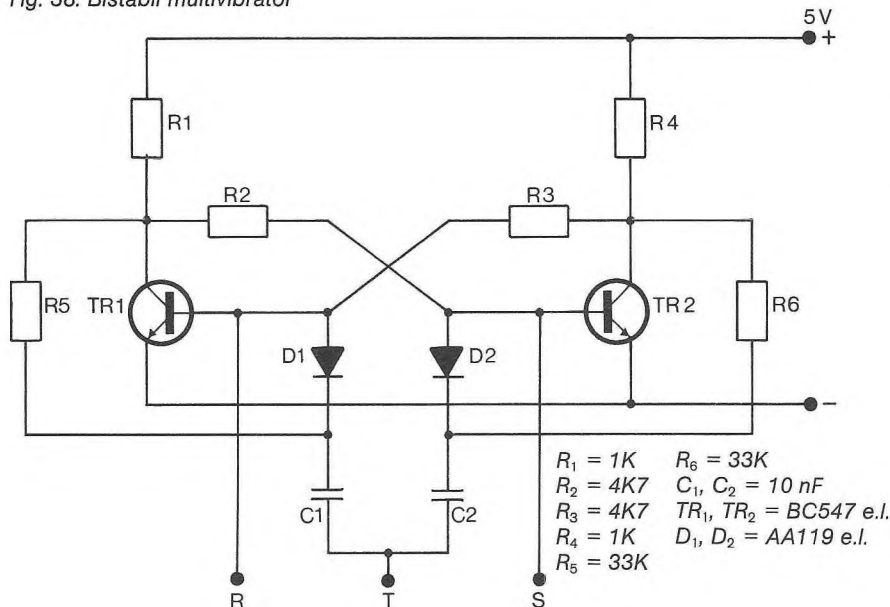 Fig. 38. Bistabil multivibrator
5V
+
R1
R4
R2
R3
R5
TR1
TR2
R6
D1
D2
−
C1
C2
R₁ = 1K R₆ = 33K
R₂ = 4K7 C₁, C₂ = 10 nF
R₃ = 4K7 TR₁, TR₂ = BC547 e.l.
R₄ = 1K D₁, D₂ = AA119 e.l.
R₅ = 33K
R
T
S